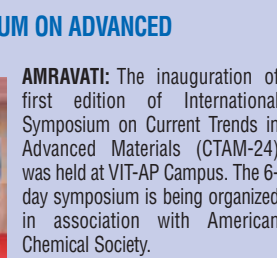 UM ON ADVANCED
AMRAVATI: The inauguration of
first edition of International
Symposium on Current Trends in
Advanced Materials (CTAM-24)
was held at VIT-AP Campus. The 6-
day symposium is being organized
in association with American
Chemical Society.